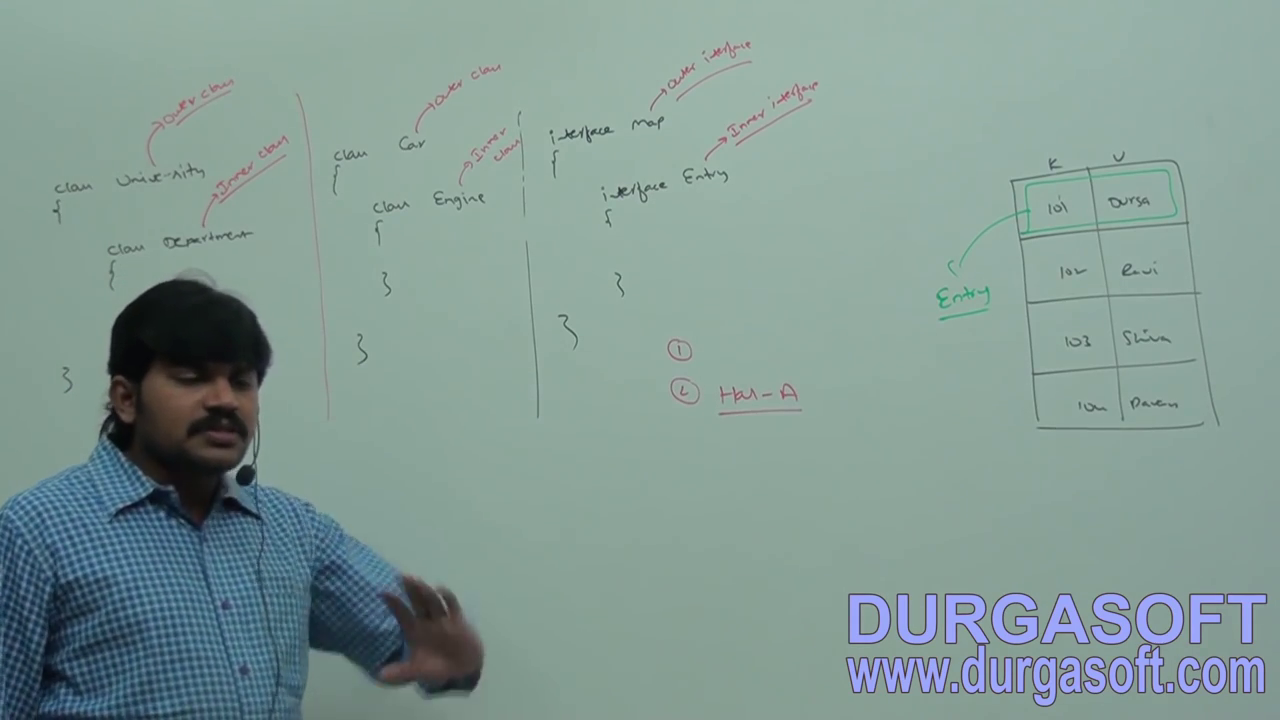 Outer class
class University
{
Inner class
class Department
{
}
Outer class
class Car
{
Inner
class
class Engine
{
}
}
Outer interface
interface Map
{
Inner interface
interface Entry
{
}
}
1
2 Has-A
K V
101 Durga
102 Ravi
103 Shiva
104 Pavan
Entry
DURGASOFT
www.durgasoft.com